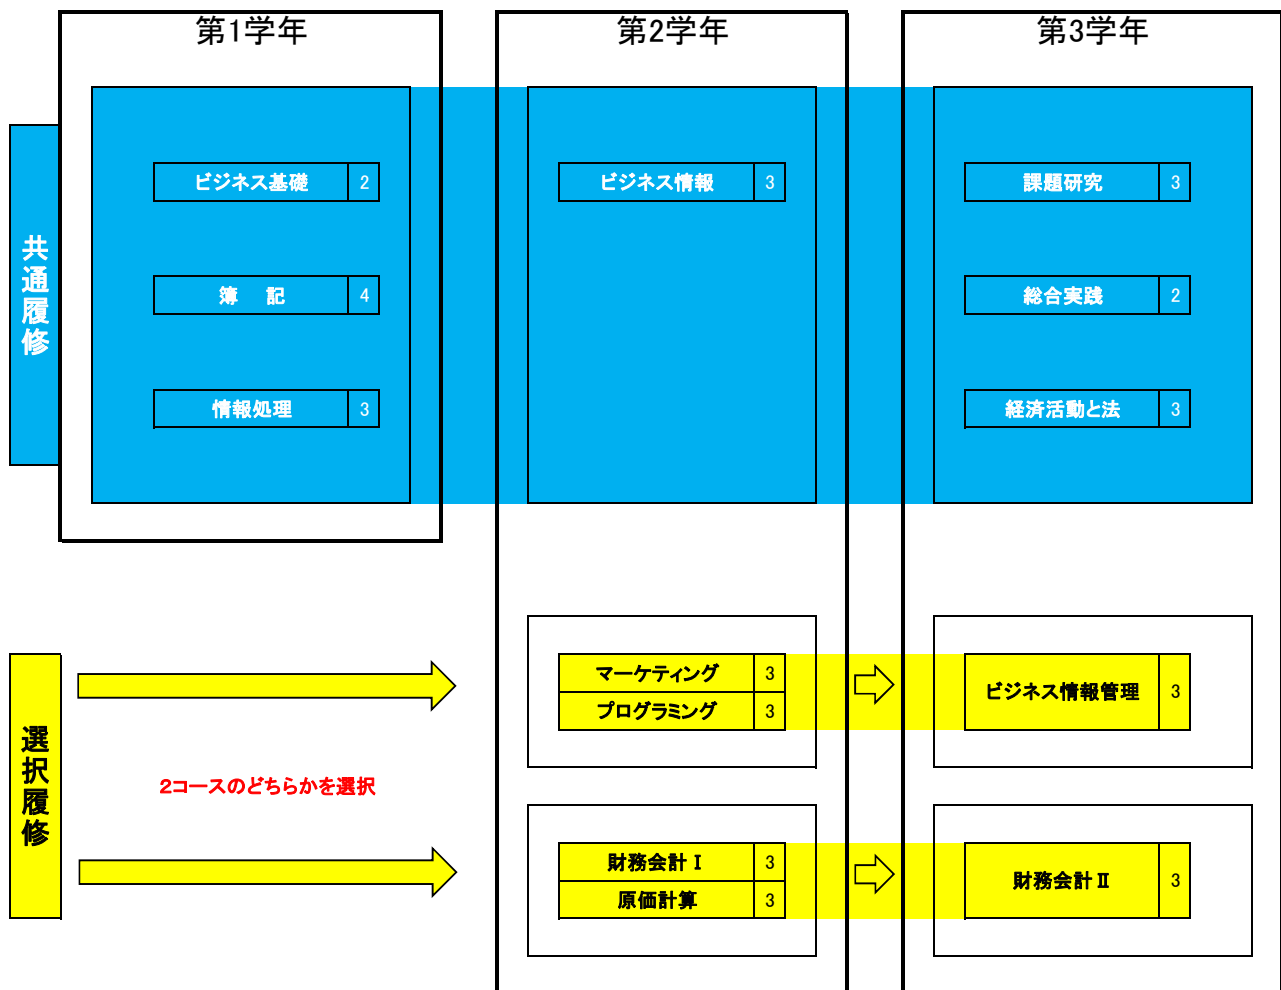 第1学年
第2学年
第3学年
共通履修
ビジネス基礎 2
ビジネス情報 3
課題研究 3
簿 記 4
総合実践 2
情報処理 3
経済活動と法 3
選択履修
マーケティング 3
プログラミング 3
ビジネス情報管理 3
2コースのどちらかを選択
財務会計Ⅰ 3
原価計算 3
財務会計Ⅱ 3